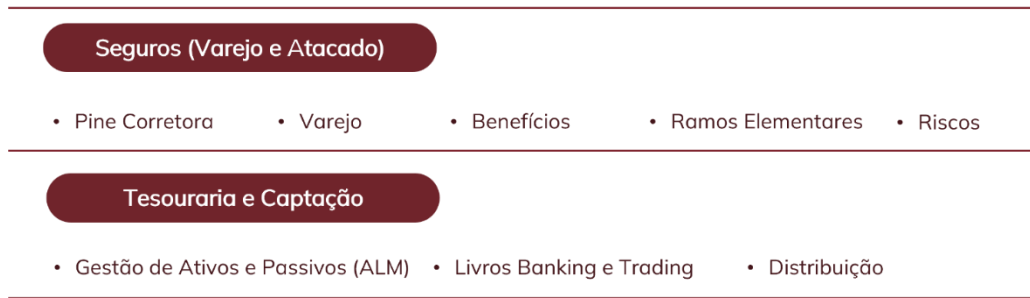 Seguros (Varejo e Atacado)
• Pine Corretora • Varejo • Benefícios • Ramos Elementares • Riscos
Tesouraria e Captação
• Gestão de Ativos e Passivos (ALM) • Livros Banking e Trading • Distribuição